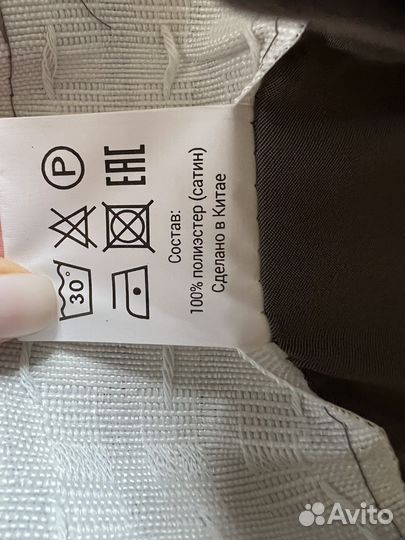 P
EAC
30°
Состав:
100% полиэстер (сатин)
Сделано в Китае
Avito